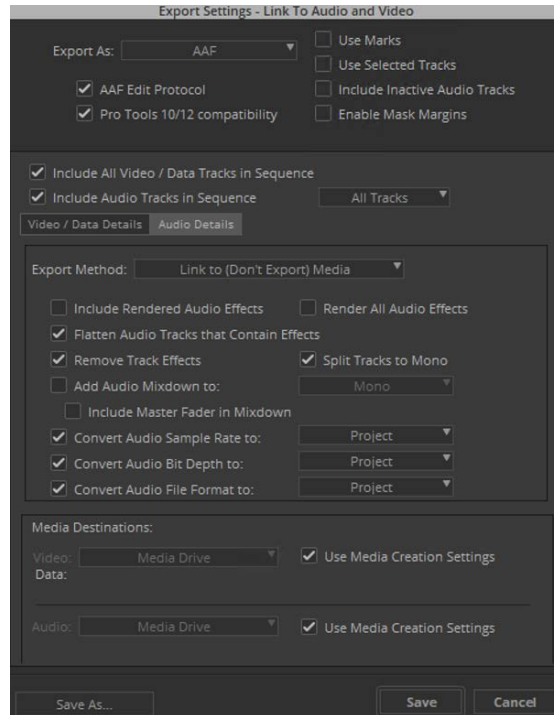 Export Settings - Link To Audio and Video
Export As: AAF
Use Marks
Use Selected Tracks
AAF Edit Protocol
Include Inactive Audio Tracks
Pro Tools 10/12 compatibility
Enable Mask Margins
Include All Video / Data Tracks in Sequence
Include Audio Tracks in Sequence All Tracks
Video / Data Details Audio Details
Export Method: Link to (Don't Export) Media
Include Rendered Audio Effects Render All Audio Effects
Flatten Audio Tracks that Contain Effects
Remove Track Effects Split Tracks to Mono
Add Audio Mixdown to: Mono
Include Master Fader in Mixdown
Convert Audio Sample Rate to: Project
Convert Audio Bit Depth to: Project
Convert Audio File Format to: Project
Media Destinations:
Video: Media Drive Use Media Creation Settings
Data:
Audio: Media Drive Use Media Creation Settings
Save As... Save Cancel